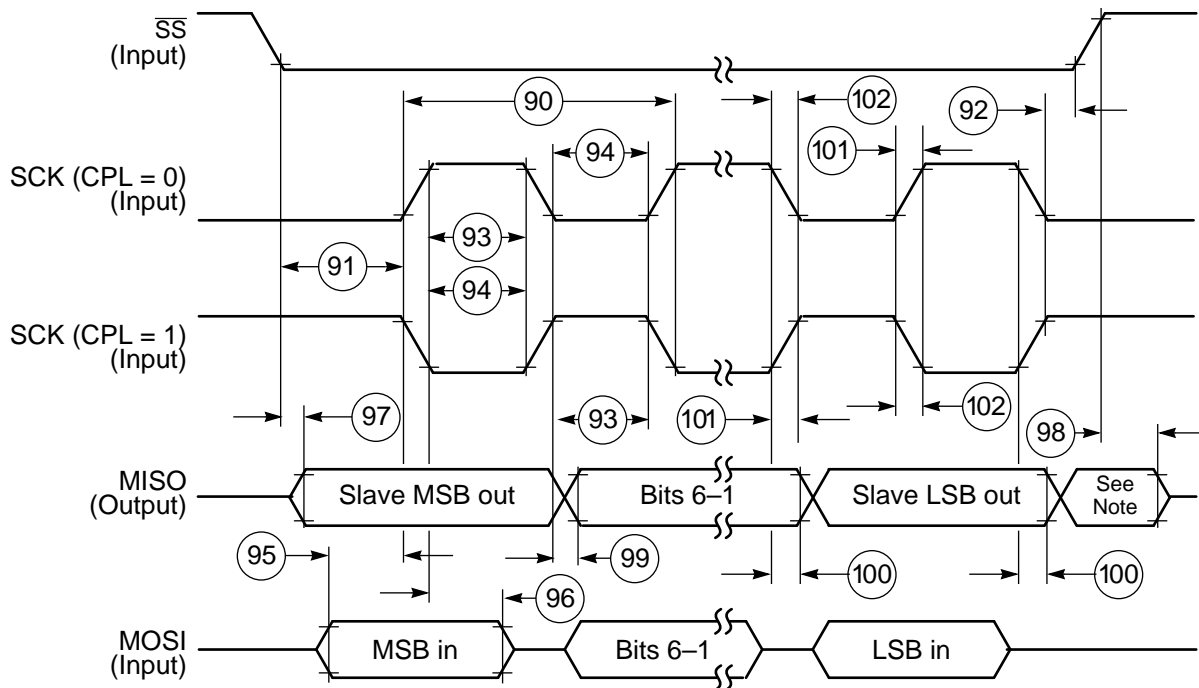 SS
(Input)
90
102
92
94
101
SCK (CPL = 0)
(Input)
93
91
94
SCK (CPL = 1)
(Input)
97
93
101
102
98
MISO
(Output)
Slave MSB out
Bits 6–1
Slave LSB out
See
Note
95
99
100
100
96
MOSI
(Input)
MSB in
Bits 6–1
LSB in